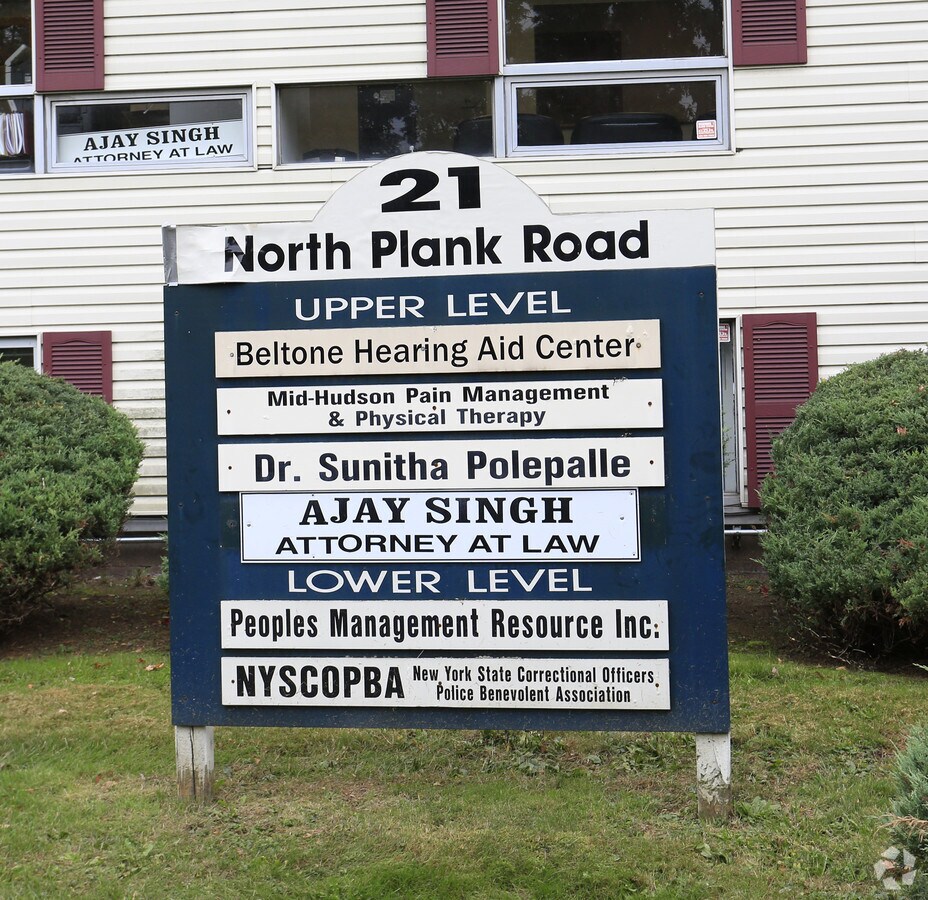 AJAY SINGH
ATTORNEY AT LAW
21
North Plank Road
UPPER LEVEL
Beltone Hearing Aid Center
Mid-Hudson Pain Management
& Physical Therapy
Dr. Sunitha Polepalle
AJAY SINGH
ATTORNEY AT LAW
LOWER LEVEL
Peoples Management Resource Inc.
NYSCOPBA New York State Correctional Officers
Police Benevolent Association